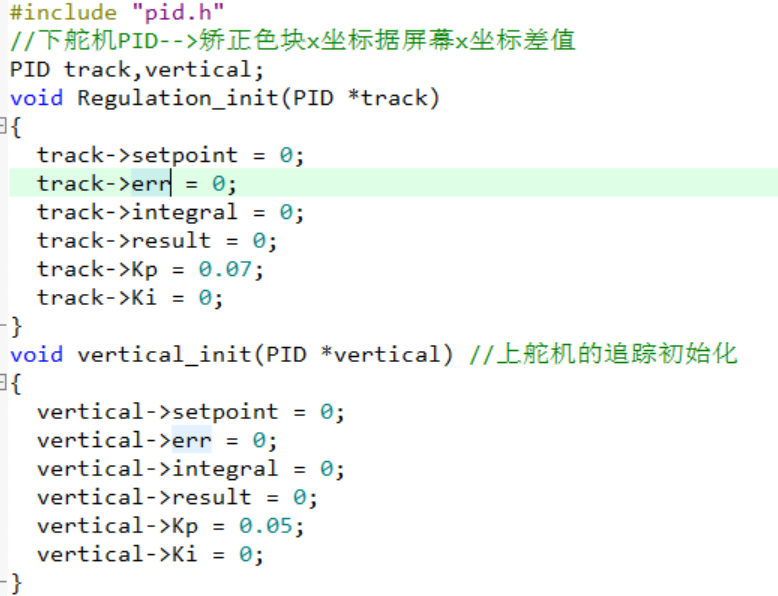 #include "pid.h"
//下舵机PID-->矫正色块x坐标据屏幕x坐标差值
PID track,vertical;
void Regulation_init(PID *track)
{
  track->setpoint = 0;
  track->err = 0;
  track->integral = 0;
  track->result = 0;
  track->Kp = 0.07;
  track->Ki = 0;
}
void vertical_init(PID *vertical) //上舵机的追踪初始化
{
  vertical->setpoint = 0;
  vertical->err = 0;
  vertical->integral = 0;
  vertical->result = 0;
  vertical->Kp = 0.05;
  vertical->Ki = 0;
}